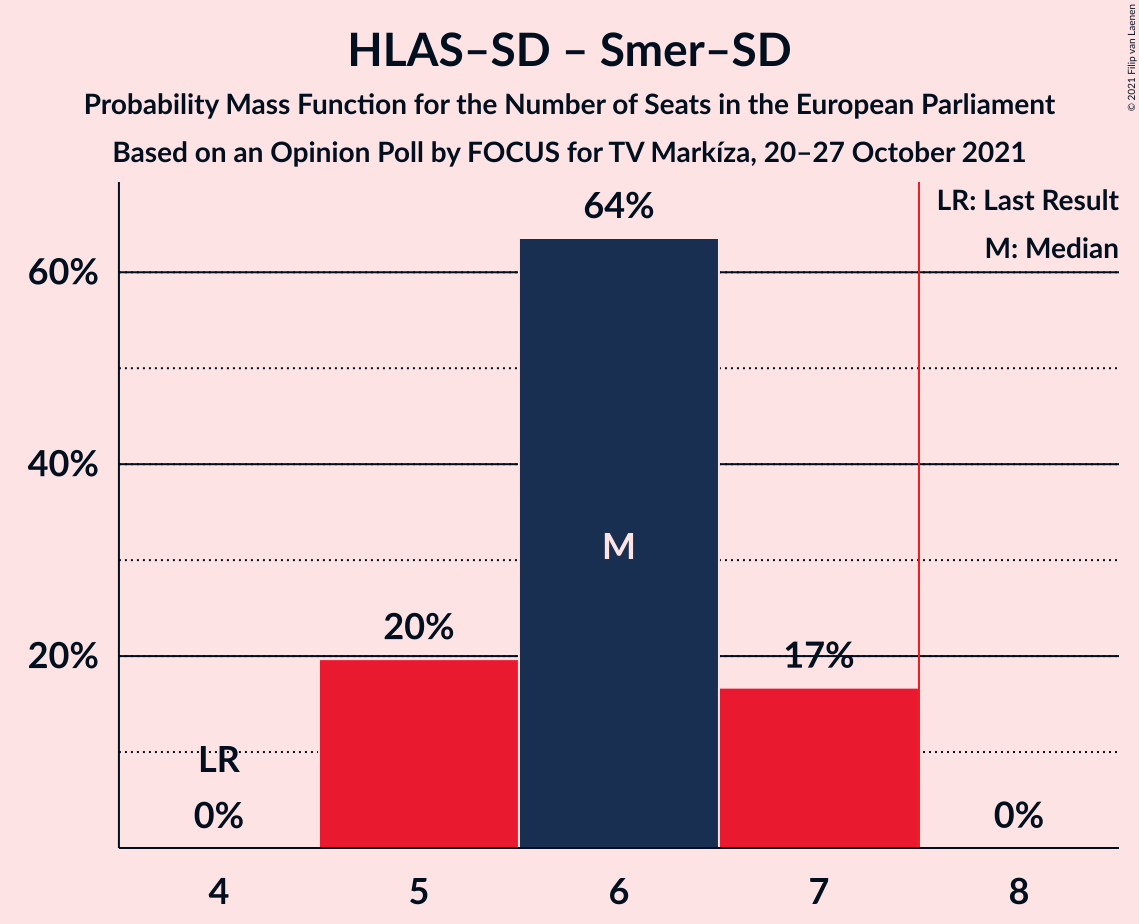 HLAS–SD – Smer–SD
Probability Mass Function for the Number of Seats in the European Parliament
Based on an Opinion Poll by FOCUS for TV Markíza, 20–27 October 2021
© 2021 Filip van Laenen
LR: Last Result
M: Median
64%
60%
40%
M
20%
20%
17%
LR
0%
0%
4 5 6 7 8